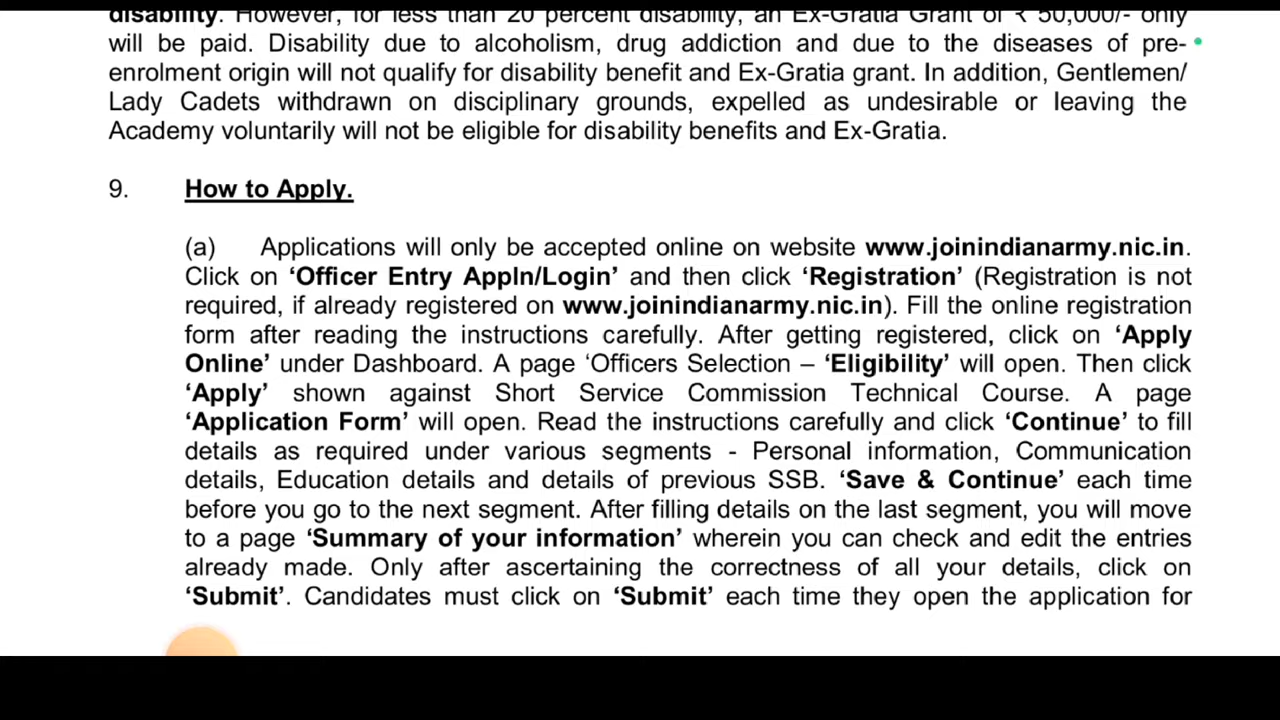 disability. However, for less than 20 percent disability, an Ex-Gratia Grant of ₹ 50,000/- only
will be paid. Disability due to alcoholism, drug addiction and due to the diseases of pre-
enrolment origin will not qualify for disability benefit and Ex-Gratia grant. In addition, Gentlemen/
Lady Cadets withdrawn on disciplinary grounds, expelled as undesirable or leaving the
Academy voluntarily will not be eligible for disability benefits and Ex-Gratia.
9. How to Apply.
(a) Applications will only be accepted online on website www.joinindianarmy.nic.in.
Click on ‘Officer Entry Appln/Login’ and then click ‘Registration’ (Registration is not
required, if already registered on www.joinindianarmy.nic.in). Fill the online registration
form after reading the instructions carefully. After getting registered, click on ‘Apply
Online’ under Dashboard. A page ‘Officers Selection – ‘Eligibility’ will open. Then click
‘Apply’ shown against Short Service Commission Technical Course. A page
‘Application Form’ will open. Read the instructions carefully and click ‘Continue’ to fill
details as required under various segments - Personal information, Communication
details, Education details and details of previous SSB. ‘Save & Continue’ each time
before you go to the next segment. After filling details on the last segment, you will move
to a page ‘Summary of your information’ wherein you can check and edit the entries
already made. Only after ascertaining the correctness of all your details, click on
‘Submit’. Candidates must click on ‘Submit’ each time they open the application for